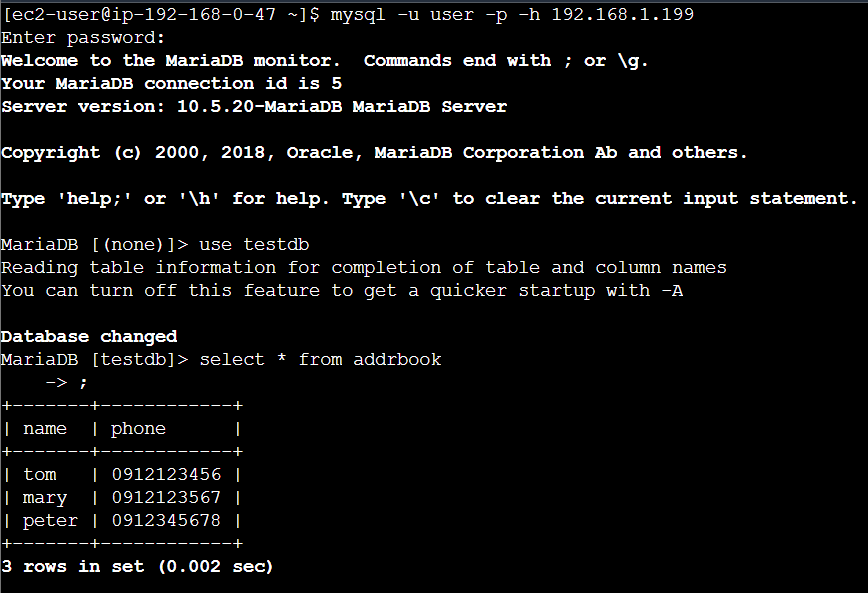 [ec2-user@ip-192-168-0-47 ~]$ mysql -u user -p -h 192.168.1.199
Enter password:
Welcome to the MariaDB monitor.  Commands end with ; or \g.
Your MariaDB connection id is 5
Server version: 10.5.20-MariaDB MariaDB Server

Copyright (c) 2000, 2018, Oracle, MariaDB Corporation Ab and others.

Type 'help;' or '\h' for help. Type '\c' to clear the current input statement.

MariaDB [(none)]> use testdb
Reading table information for completion of table and column names
You can turn off this feature to get a quicker startup with -A

Database changed
MariaDB [testdb]> select * from addrbook
    -> ;
+-------+------------+
| name  | phone      |
+-------+------------+
| tom   | 0912123456 |
| mary  | 0912123567 |
| peter | 0912345678 |
+-------+------------+
3 rows in set (0.002 sec)